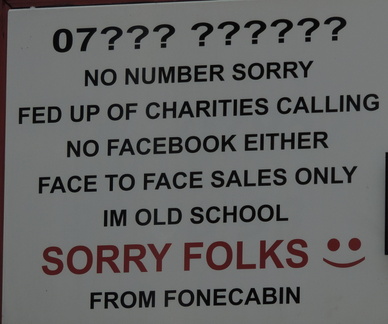 07??? ??????
NO NUMBER SORRY
FED UP OF CHARITIES CALLING
NO FACEBOOK EITHER
FACE TO FACE SALES ONLY
IM OLD SCHOOL
SORRY FOLKS
FROM FONECABIN